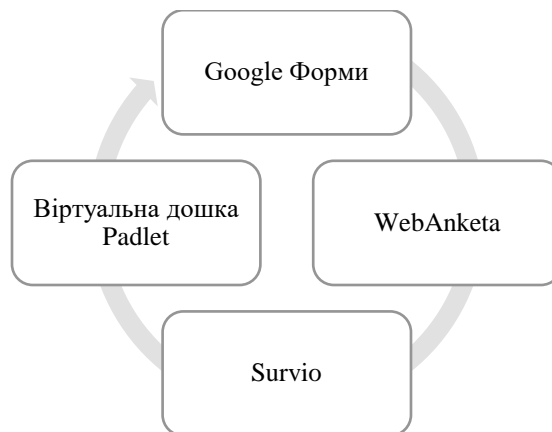 Google Форми
Віртуальна дошка
Padlet
WebAnketa
Survio